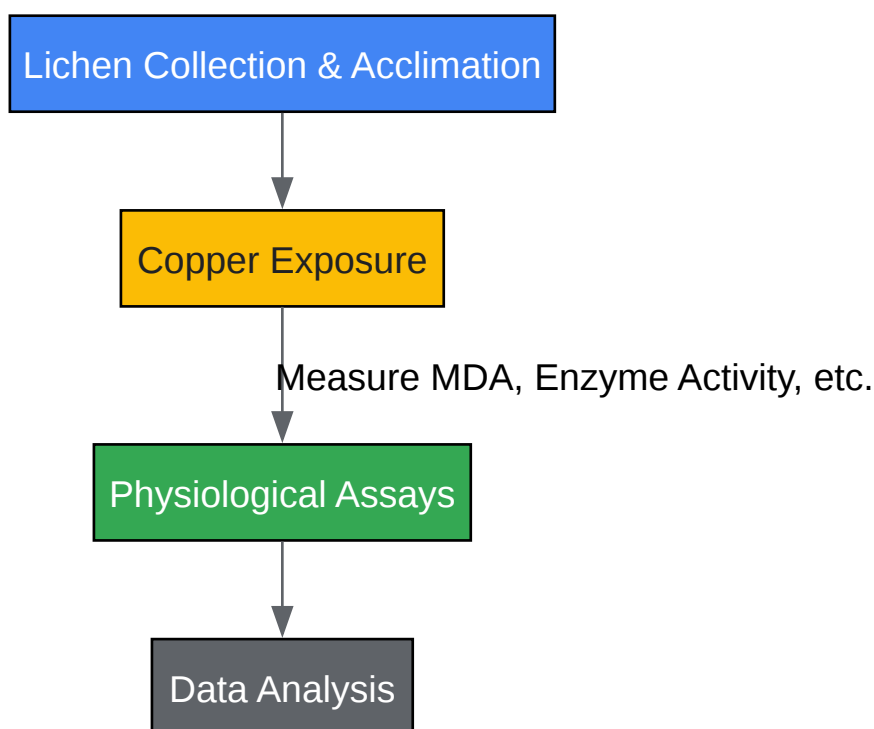 Lichen Collection & Acclimation
Copper Exposure
Measure MDA, Enzyme Activity, etc.
Physiological Assays
Data Analysis